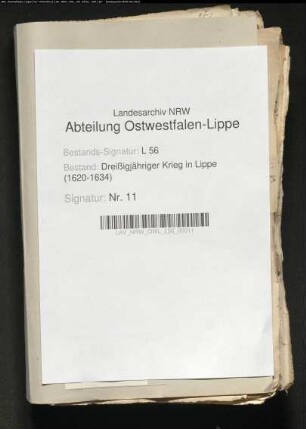 Landesarchiv NRW
Abteilung Ostwestfalen-Lippe
Bestands-Signatur: L 56
Bestand: Dreißigjähriger Krieg in Lippe
(1620-1634)
Signatur: Nr. 11